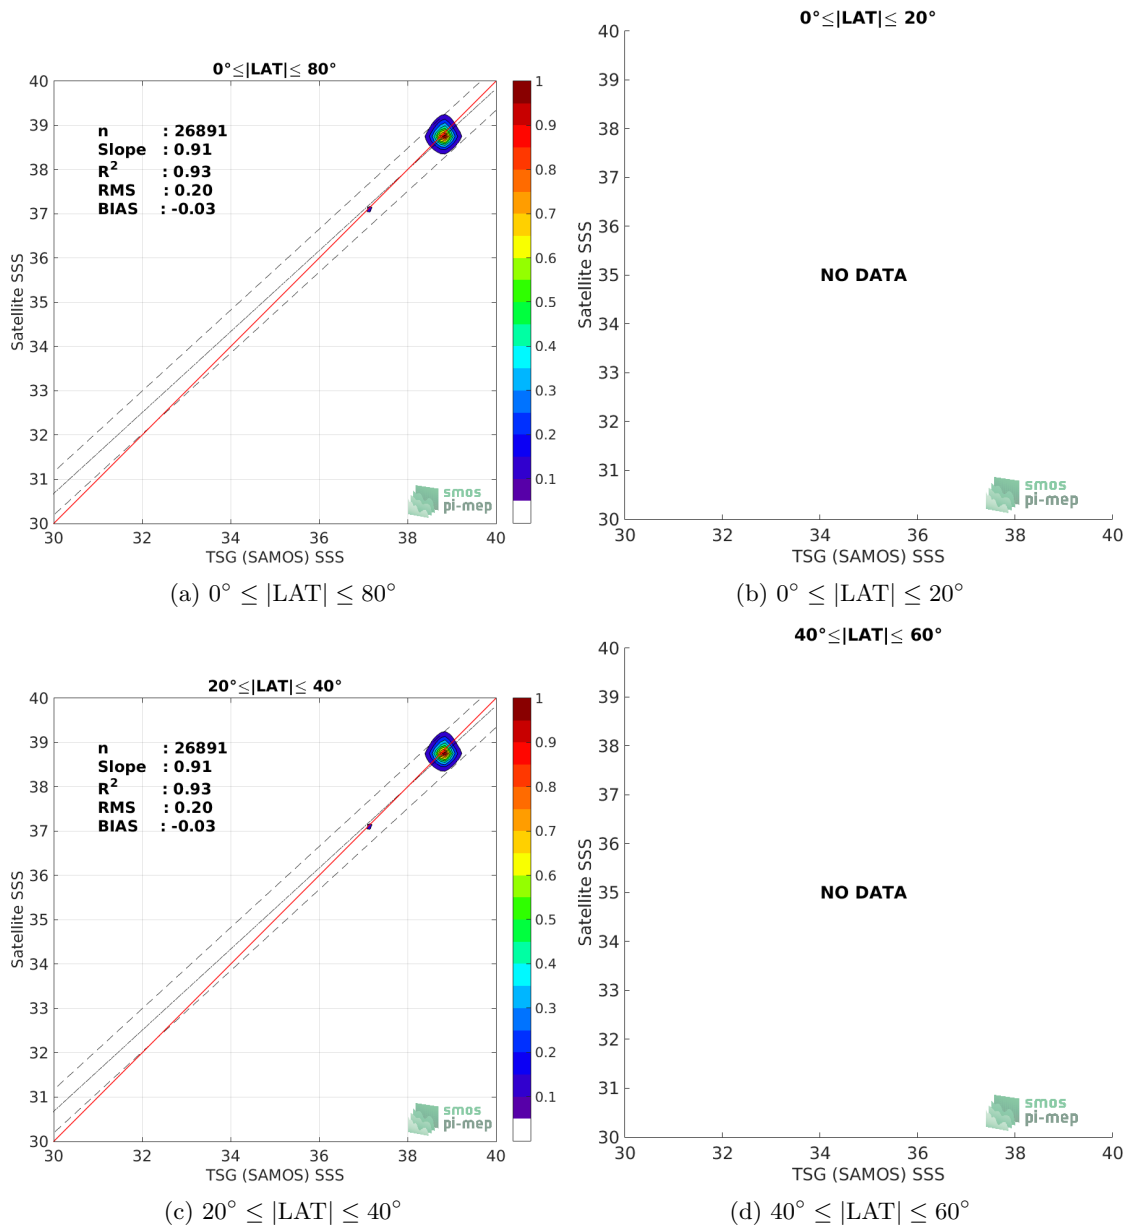 0°≤|LAT|≤ 80°
40
39
38
37
36
35
34
33
32
31
30
30
32
34
36
38
40
Satellite SSS
TSG (SAMOS) SSS
n : 26891
Slope : 0.91
R² : 0.93
RMS : 0.20
BIAS : -0.03
1
0.9
0.8
0.7
0.6
0.5
0.4
0.3
0.2
0.1
smos
pi-mep
(a) 0° ≤ |LAT| ≤ 80°
0°≤|LAT|≤ 20°
40
39
38
37
36
35
34
33
32
31
30
30
32
34
36
38
40
Satellite SSS
TSG (SAMOS) SSS
NO DATA
smos
pi-mep
(b) 0° ≤ |LAT| ≤ 20°
20°≤|LAT|≤ 40°
40
39
38
37
36
35
34
33
32
31
30
30
32
34
36
38
40
Satellite SSS
TSG (SAMOS) SSS
n : 26891
Slope : 0.91
R² : 0.93
RMS : 0.20
BIAS : -0.03
1
0.9
0.8
0.7
0.6
0.5
0.4
0.3
0.2
0.1
smos
pi-mep
(c) 20° ≤ |LAT| ≤ 40°
40°≤|LAT|≤ 60°
40
39
38
37
36
35
34
33
32
31
30
30
32
34
36
38
40
Satellite SSS
TSG (SAMOS) SSS
NO DATA
smos
pi-mep
(d) 40° ≤ |LAT| ≤ 60°